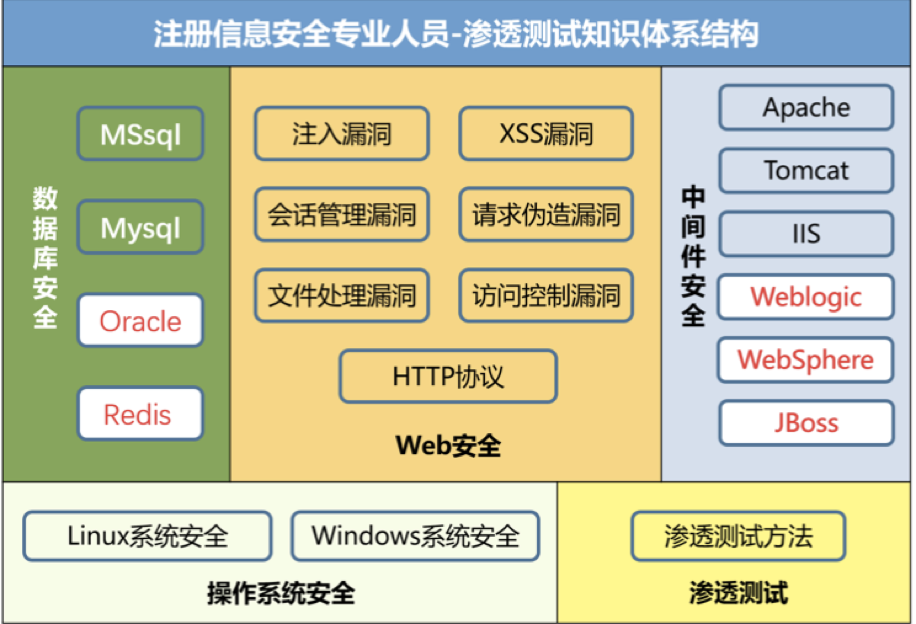 注册信息安全专业人员-渗透测试知识体系结构
数据库安全
MSsql
Mysql
Oracle
Redis
注入漏洞
XSS漏洞
会话管理漏洞
请求伪造漏洞
文件处理漏洞
访问控制漏洞
HTTP协议
Web安全
中间件安全
Apache
Tomcat
IIS
Weblogic
WebSphere
JBoss
Linux系统安全
Windows系统安全
操作系统安全
渗透测试方法
渗透测试